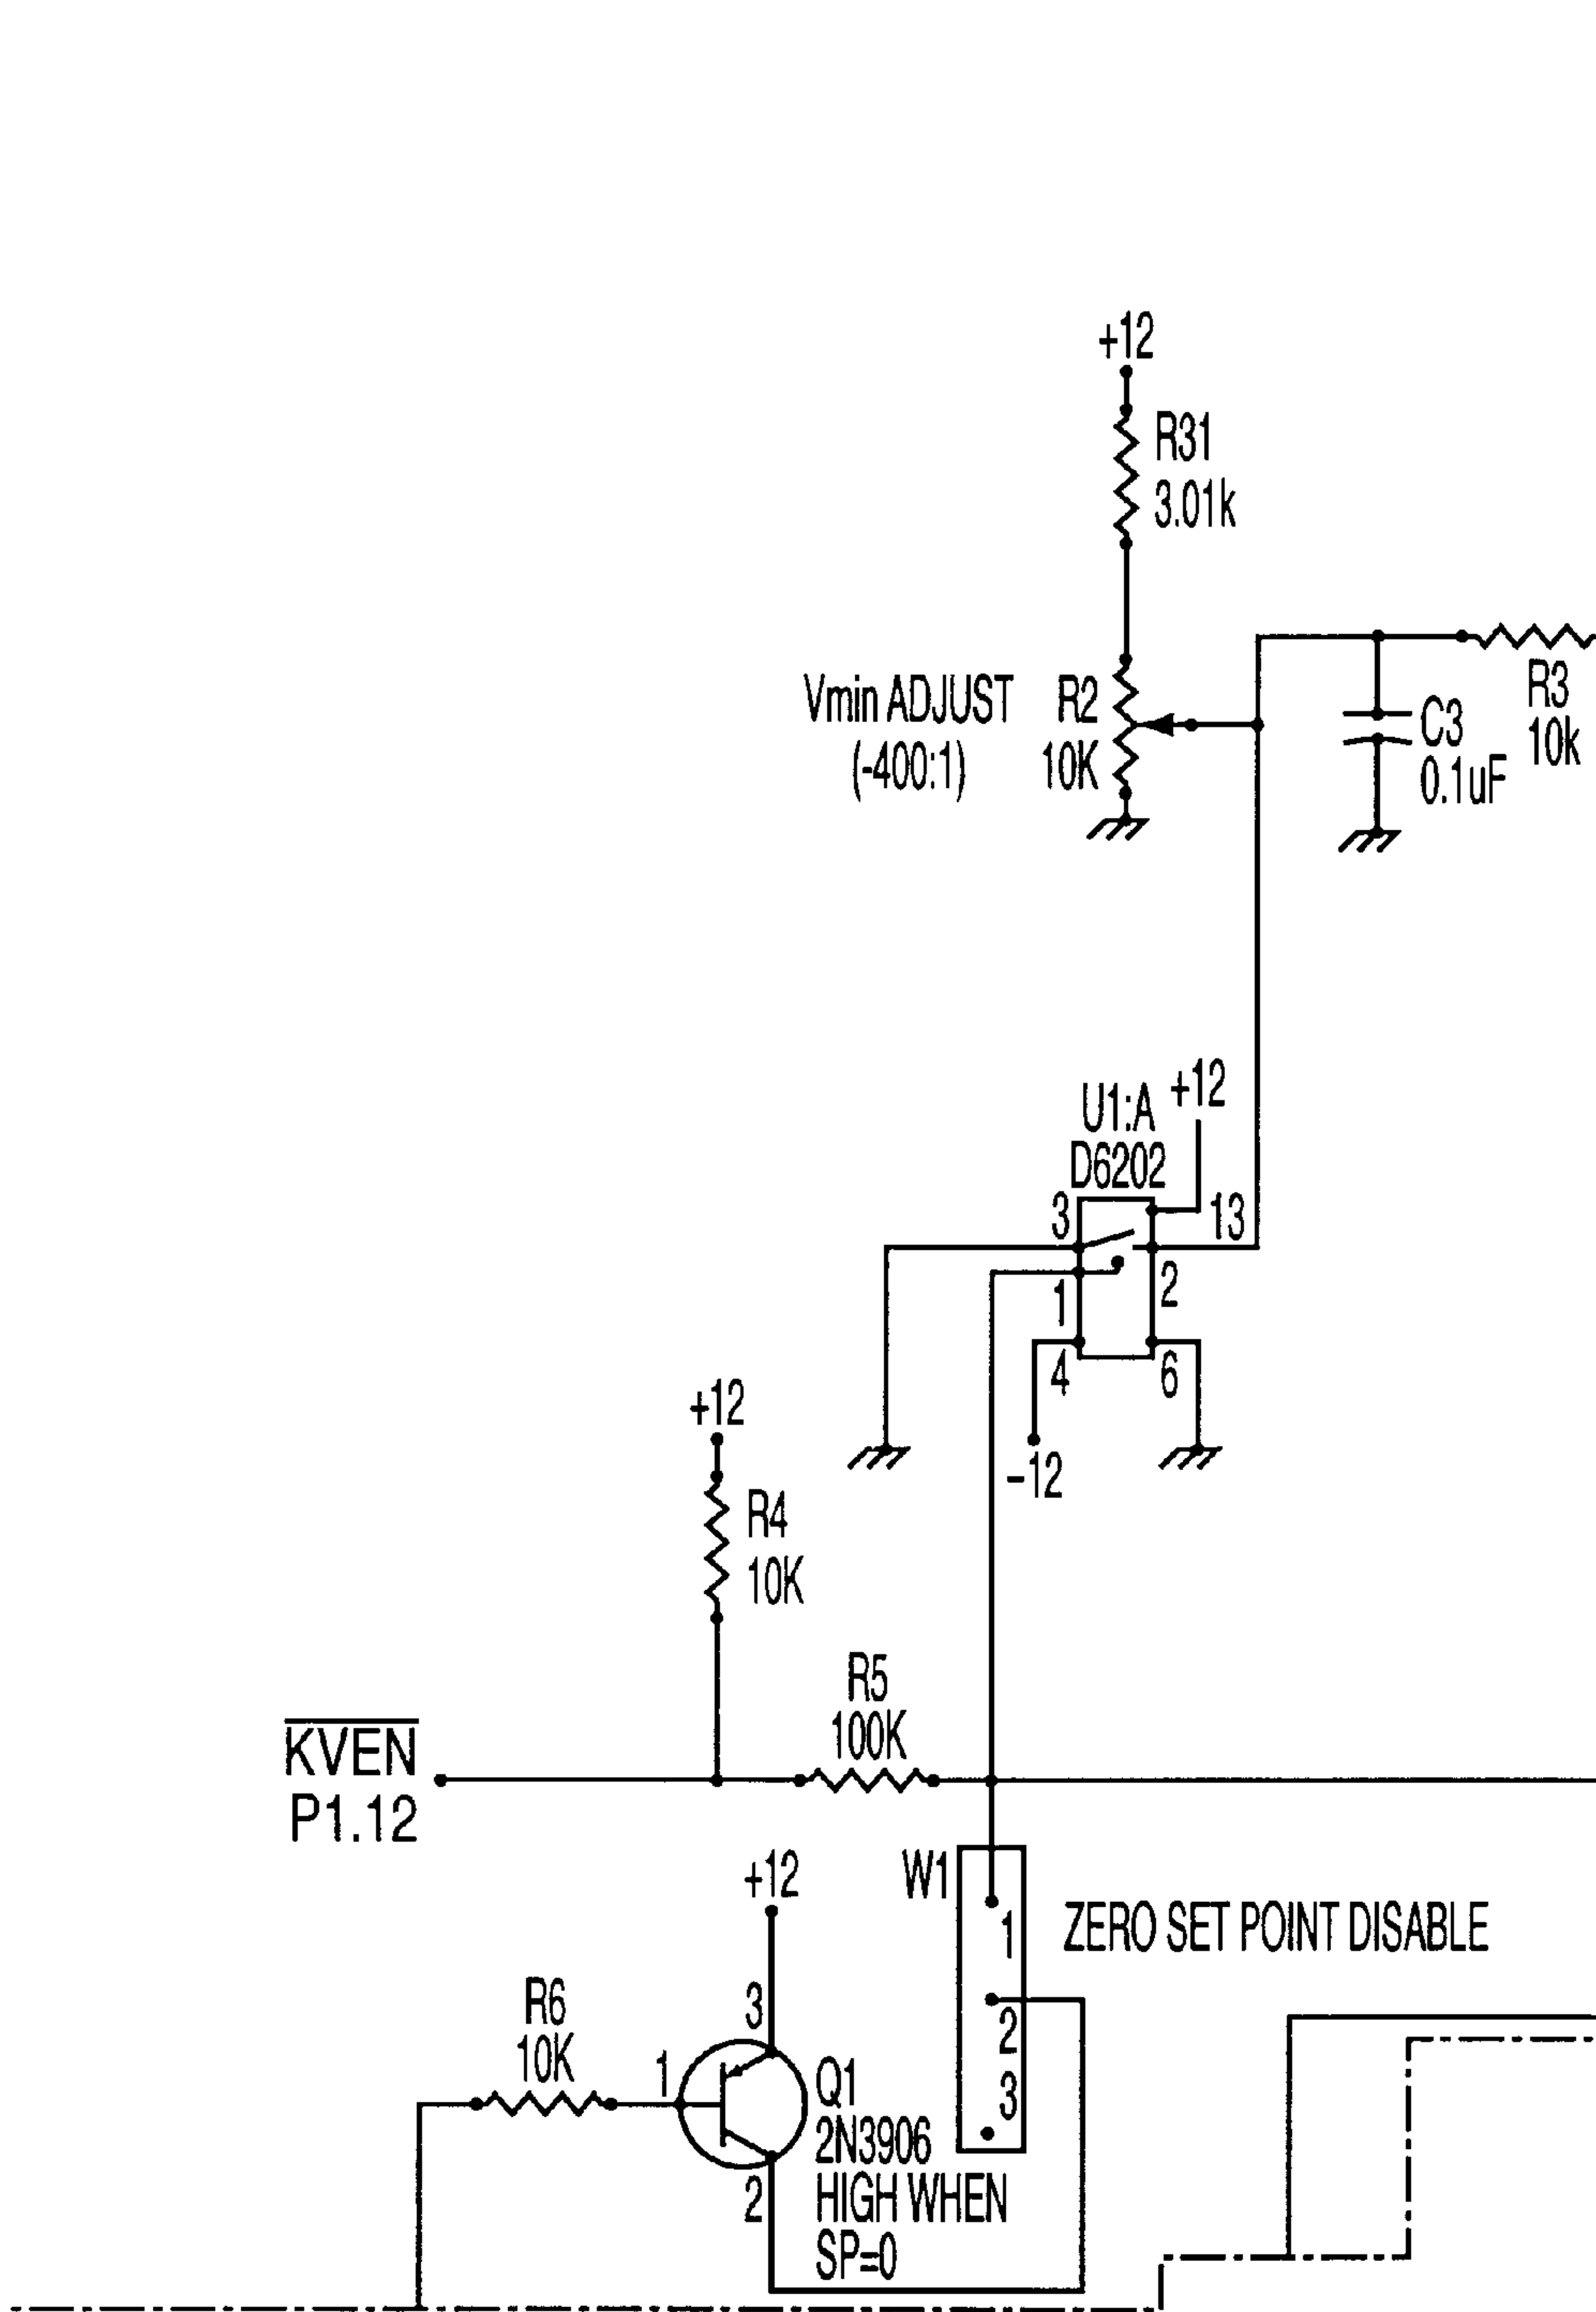 +12
R31
3.01k
Vmin ADJUST
(-400:1)
R2
10K
C3
0.1uF
R3
10k
U1:A
D6202
+12
3
13
1
2
4
6
-12
+12
R4
10K
R5
100K
KVEN
P1.12
+12
W1
1
ZERO SET POINT DISABLE
2
3
R6
10K
3
1
Q1
2N3906
HIGH WHEN
SP=0
2